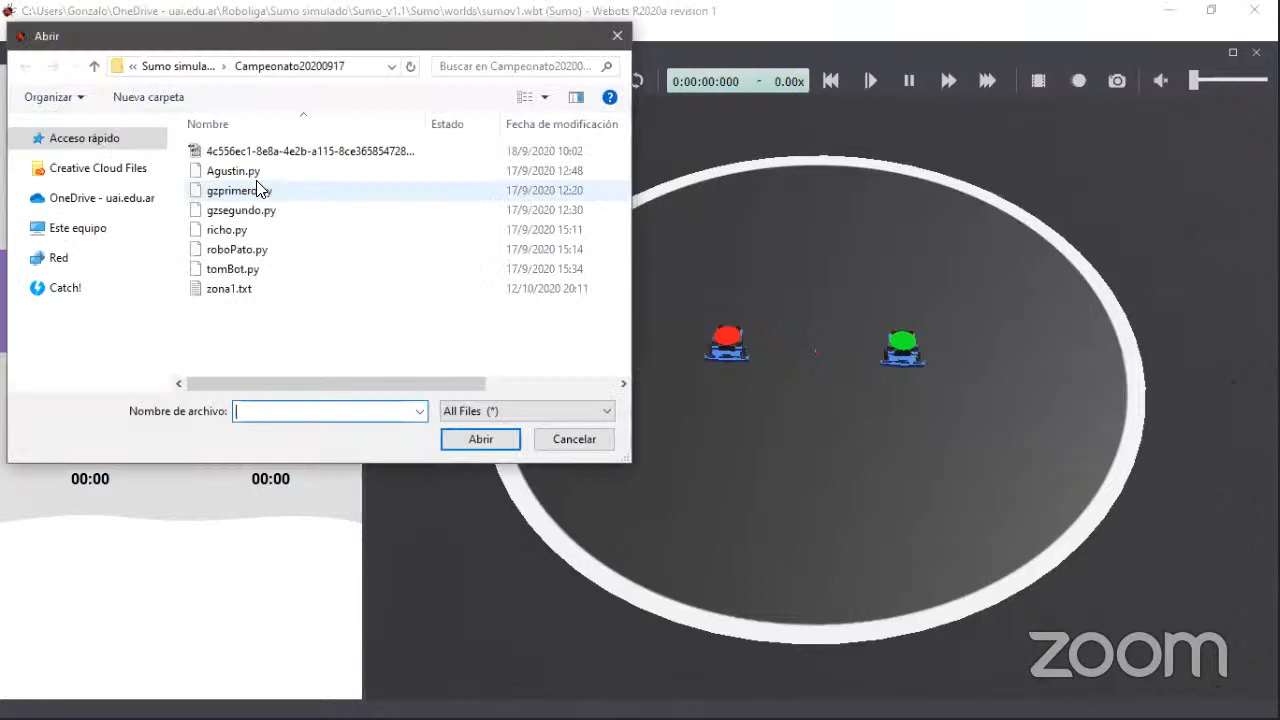 C:\Users\Gonzalo\OneDrive - uai.edu.ar\Roboliga\Sumo simulado\Sumo_v1.1\Sumo\worlds\sumov1.wbt (Sumo) - Webots R2020a revision 1
Abrir
« Sumo simula... › Campeonato20200917
Buscar en Campeonato20200...
0:00:00:000 - 0.00x
Organizar
Nueva carpeta
Nombre
Estado
Fecha de modificación
Acceso rápido
Creative Cloud Files
OneDrive - uai.edu.ar
Este equipo
Red
Catch!
4c556ec1-8e8a-4e2b-a115-8ce365854728... 18/9/2020 10:02
Agustin.py 17/9/2020 12:48
gzprimero.py 17/9/2020 12:20
gzsegundo.py 17/9/2020 12:30
richo.py 17/9/2020 15:11
roboPato.py 17/9/2020 15:14
tomBot.py 17/9/2020 15:34
zona1.txt 12/10/2020 20:11
Nombre de archivo:
All Files (*)
Abrir
Cancelar
00:00
00:00
zoom